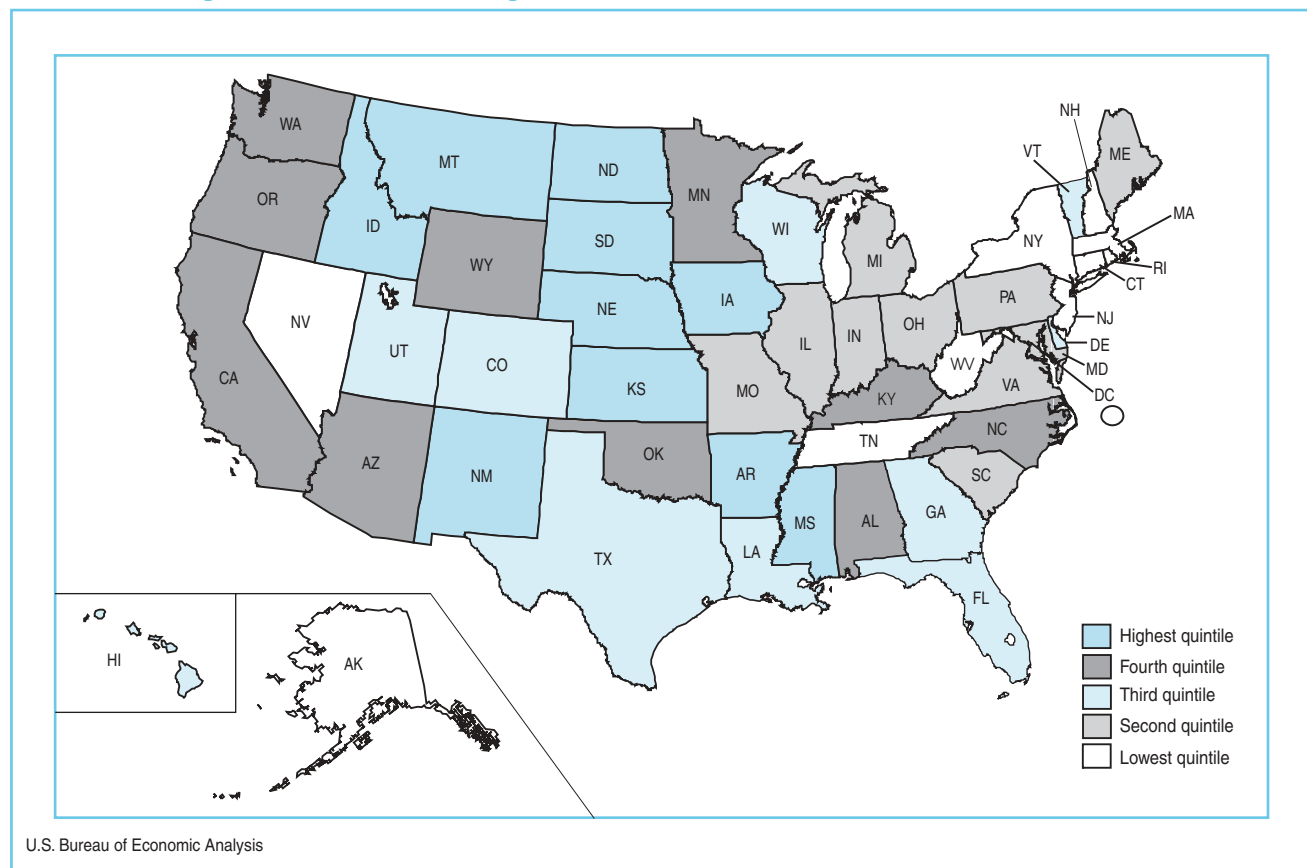 WA
OR
CA
NV
ID
MT
WY
UT
CO
AZ
NM
ND
SD
NE
KS
OK
TX
MN
IA
MO
AR
LA
WI
IL
MI
IN
OH
KY
TN
MS
AL
GA
FL
SC
NC
VA
WV
PA
NY
VT
NH
ME
MA
RI
CT
NJ
DE
MD
DC
HI
AK
Highest quintile
Fourth quintile
Third quintile
Second quintile
Lowest quintile
U.S. Bureau of Economic Analysis